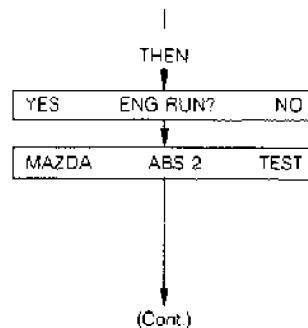 THEN
YES ENG RUN? NO
MAZDA ABS 2 TEST
(Cont.)